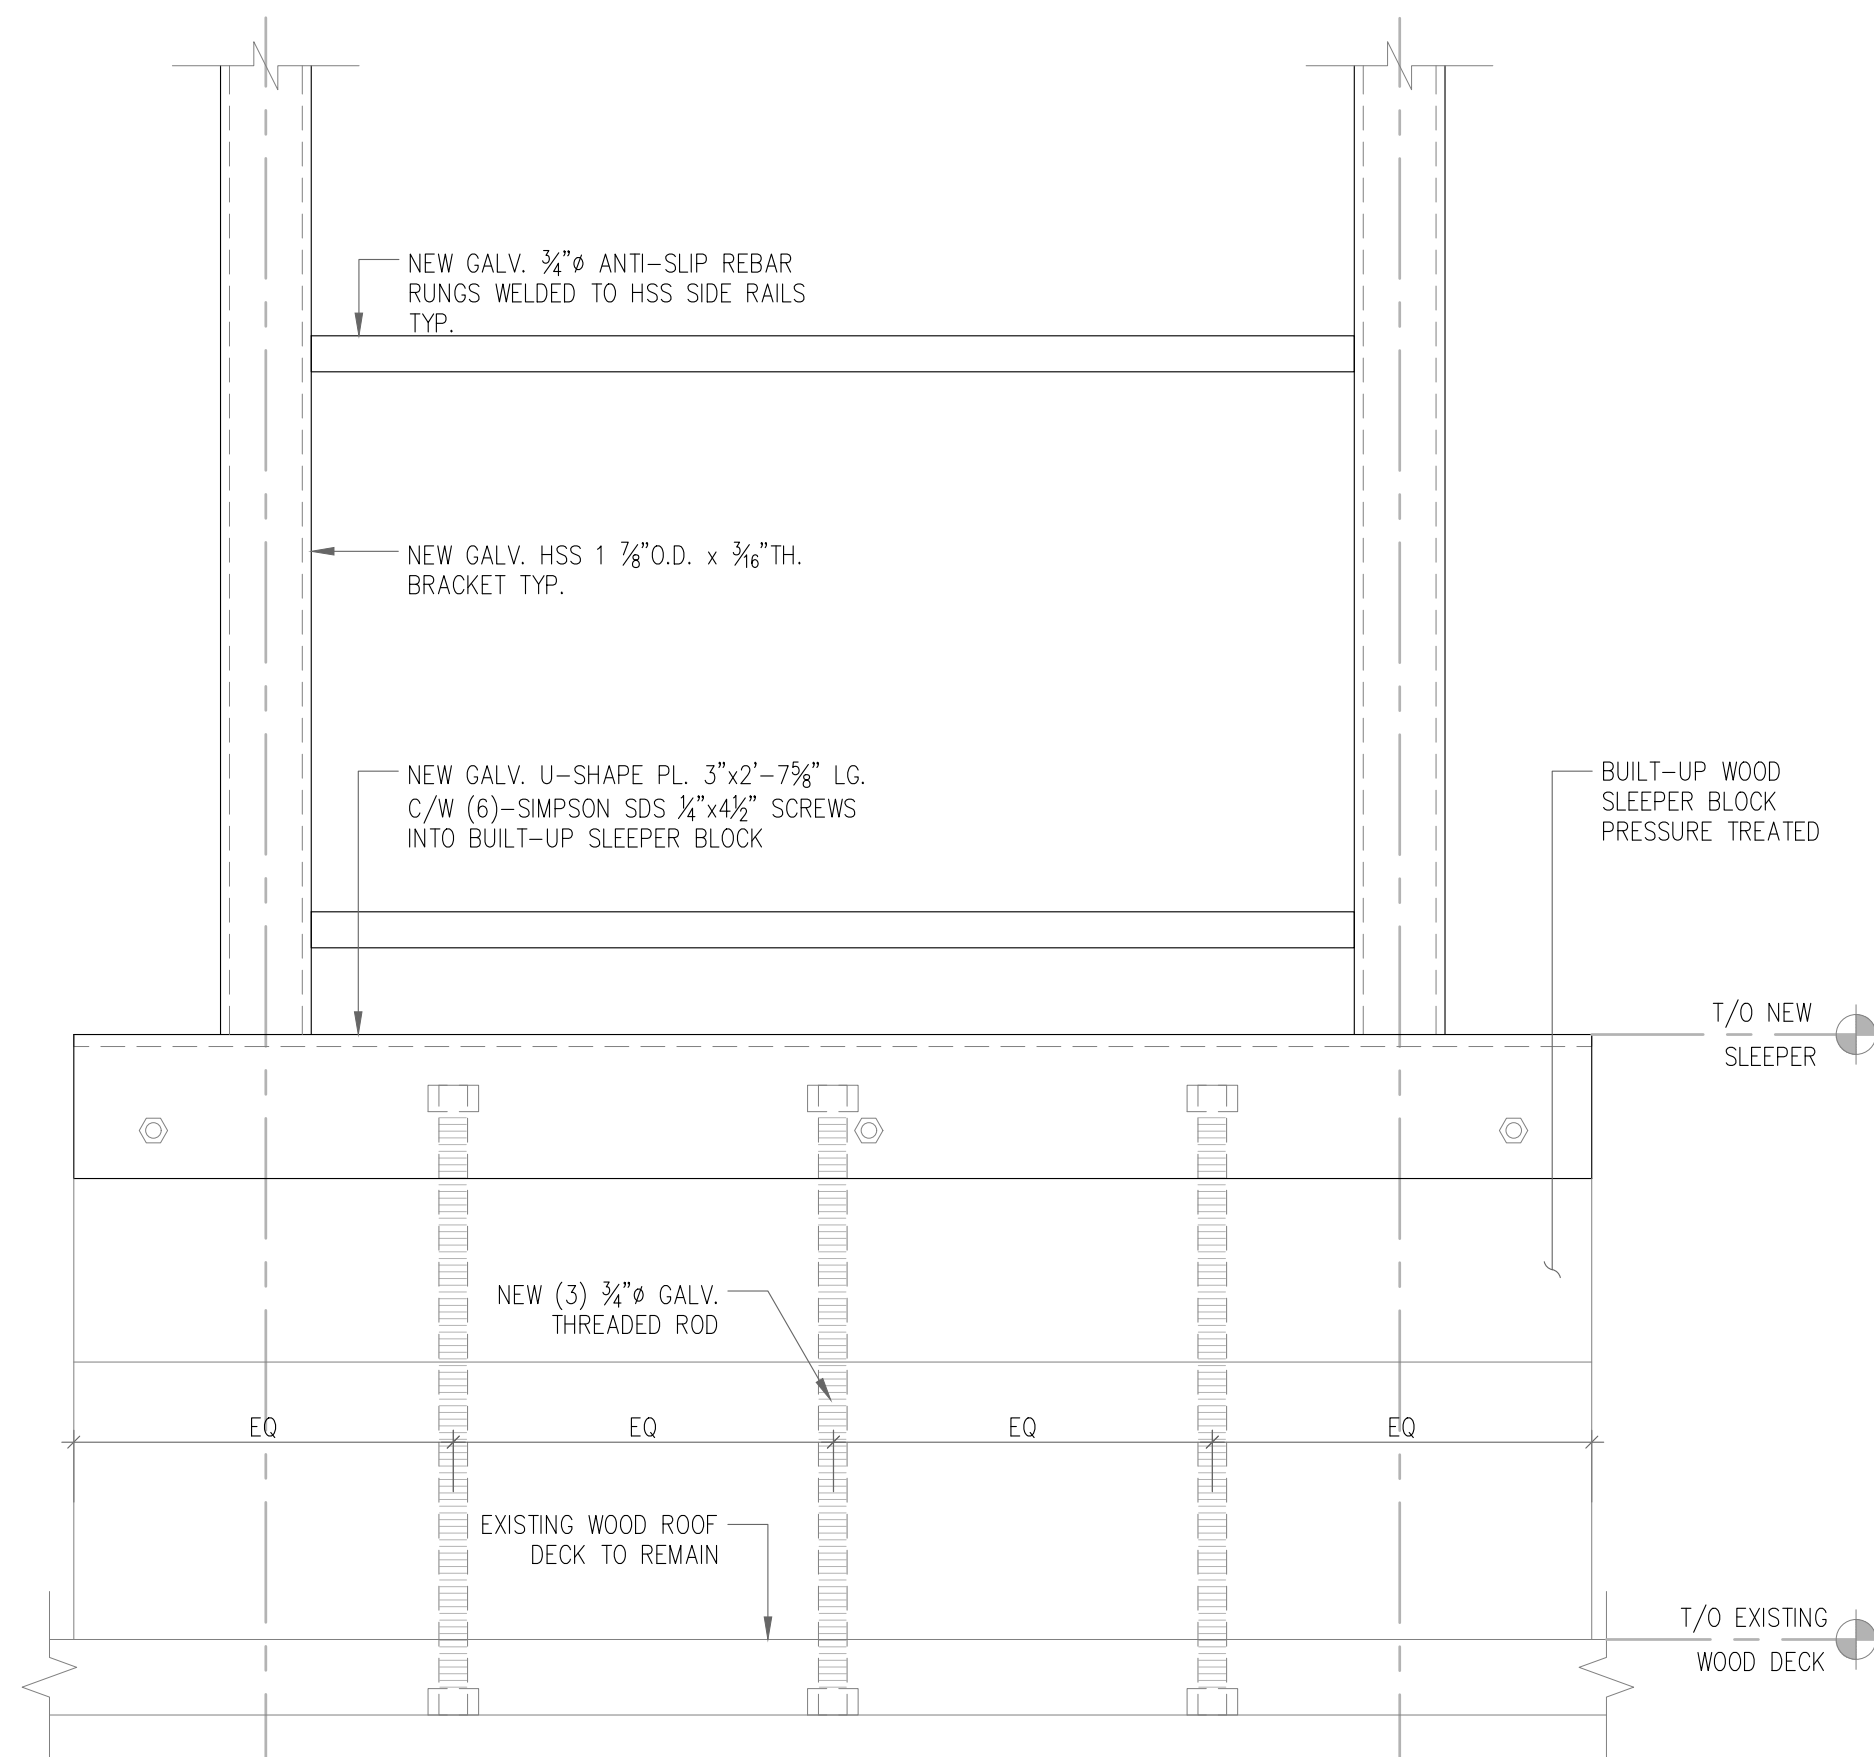 NEW GALV. ¾"ø ANTI-SLIP REBAR
RUNGS WELDED TO HSS SIDE RAILS
TYP.
NEW GALV. HSS 1 ⅞"O.D. x 3/16"TH.
BRACKET TYP.
NEW GALV. U-SHAPE PL. 3"x2'-7⅝" LG.
C/W (6)-SIMPSON SDS ¼"x4½" SCREWS
INTO BUILT-UP SLEEPER BLOCK
BUILT-UP WOOD
SLEEPER BLOCK
PRESSURE TREATED
T/O NEW
SLEEPER
NEW (3) ¾"ø GALV.
THREADED ROD
EQ EQ EQ EQ
EXISTING WOOD ROOF
DECK TO REMAIN
T/O EXISTING
WOOD DECK